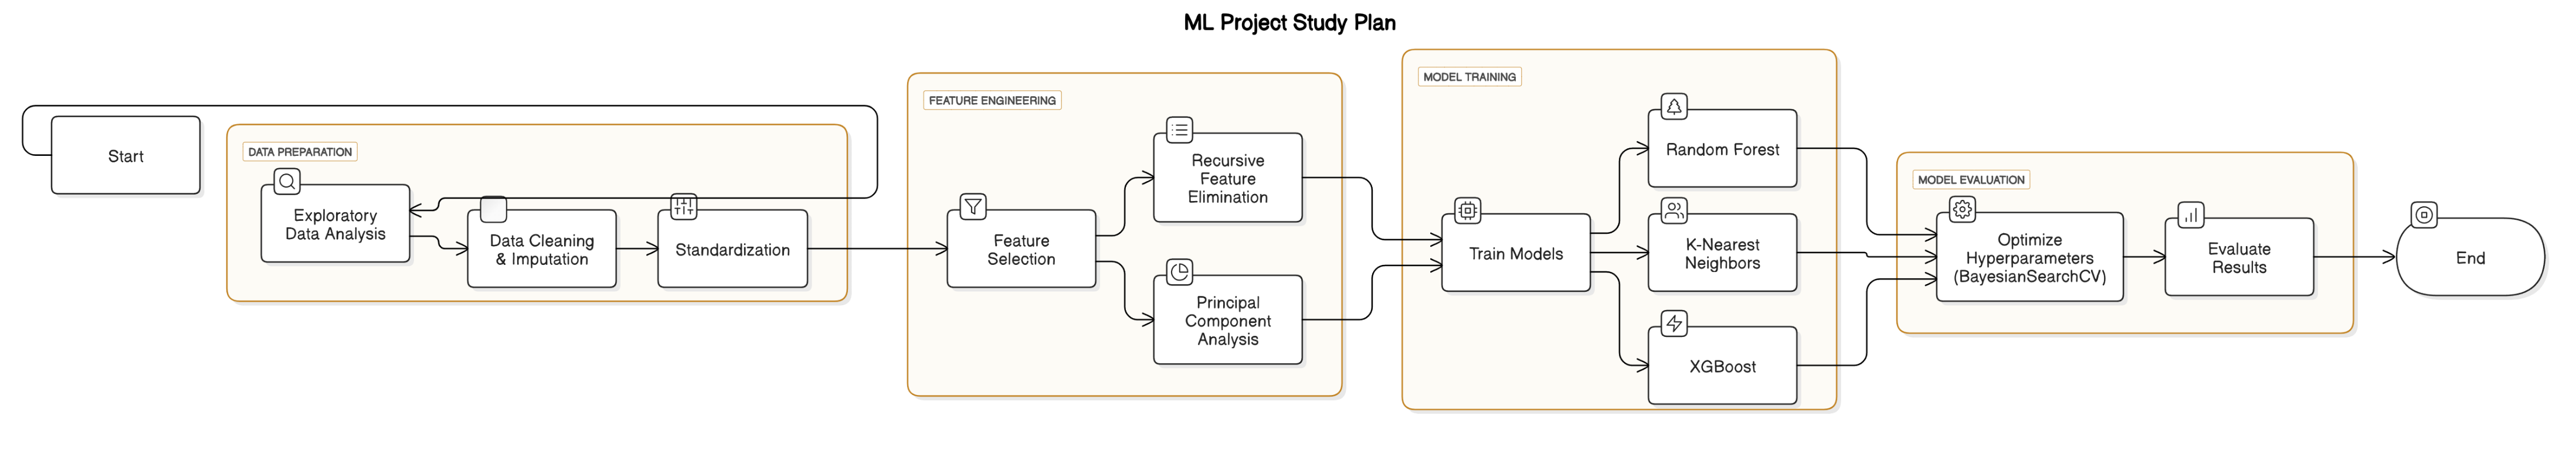 ML Project Study Plan
Start
DATA PREPARATION
Exploratory
Data Analysis
Data Cleaning
& Imputation
Standardization
FEATURE ENGINEERING
Feature
Selection
Recursive
Feature
Elimination
Principal
Component
Analysis
MODEL TRAINING
Train Models
Random Forest
K-Nearest
Neighbors
XGBoost
MODEL EVALUATION
Optimize
Hyperparameters
(BayesianSearchCV)
Evaluate
Results
End